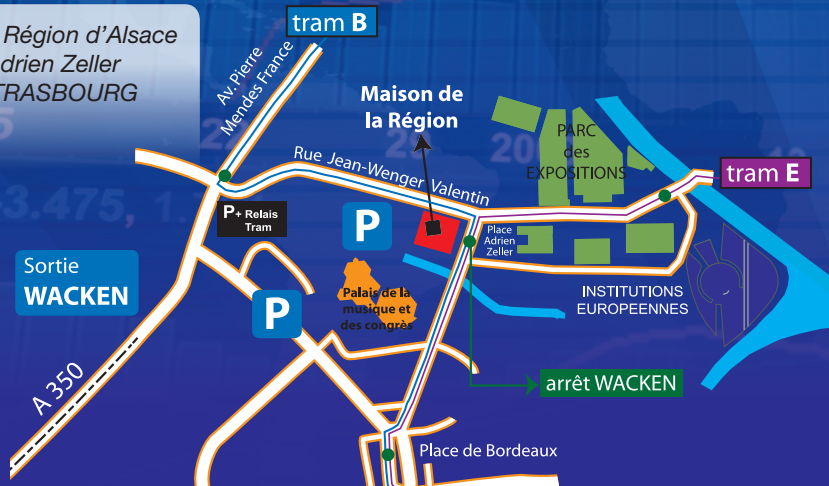 Région d'Alsace
drien Zeller
TRASBOURG
tram B
Av. Pierre
Mendes France
Maison de
la Région
Rue Jean-Wenger Valentin
PARC
des
EXPOSITIONS
tram E
P+ Relais
Tram
P
Place
Adrien
Zeller
Sortie
WACKEN
P
Palais de la
musique et
des congrès
INSTITUTIONS
EUROPEENNES
A 350
arrêt WACKEN
Place de Bordeaux
3.475,